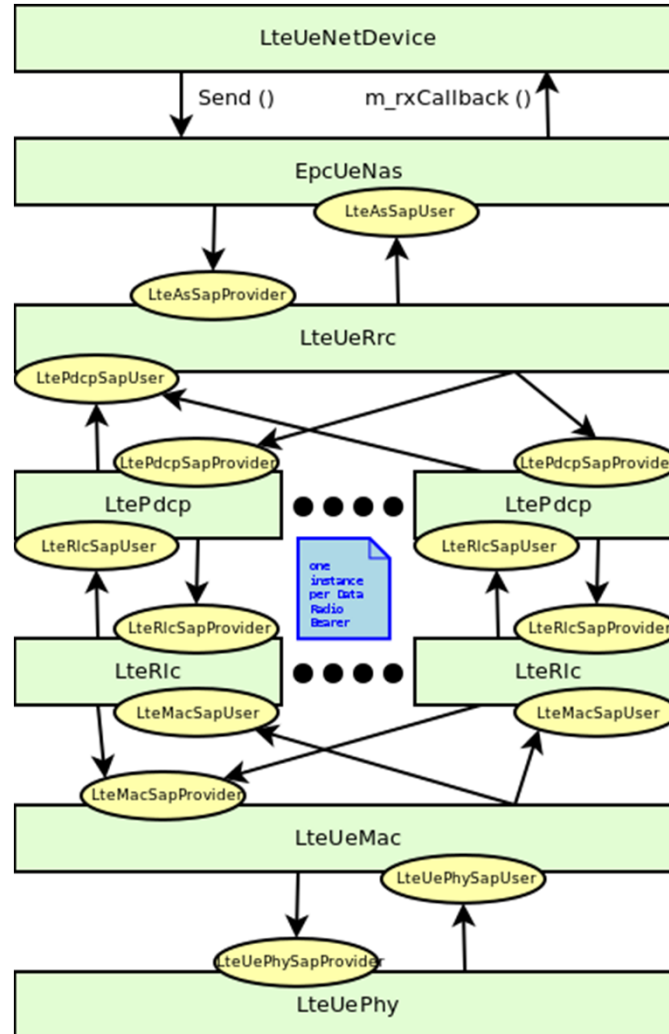 LteUeNetDevice
Send ()
m_rxCallback ()
EpcUeNas
LteAsSapUser
LteAsSapProvider
LteUeRrc
LtePdcpSapUser
LtePdcpSapProvider
LtePdcpSapProvide
LtePdcp
LtePdcp
LteRlcSapUser
LteRlcSapUser
one
instance
per Data
Radio
Bearer
LteRlcSapProvider
LteRlcSapProvider
LteRlc
LteRlc
LteMacSapUser
LteMacSapUser
LteMacSapProvider
LteUeMac
LteUePhySapUser
LteUePhySapProvider
LteUePhy